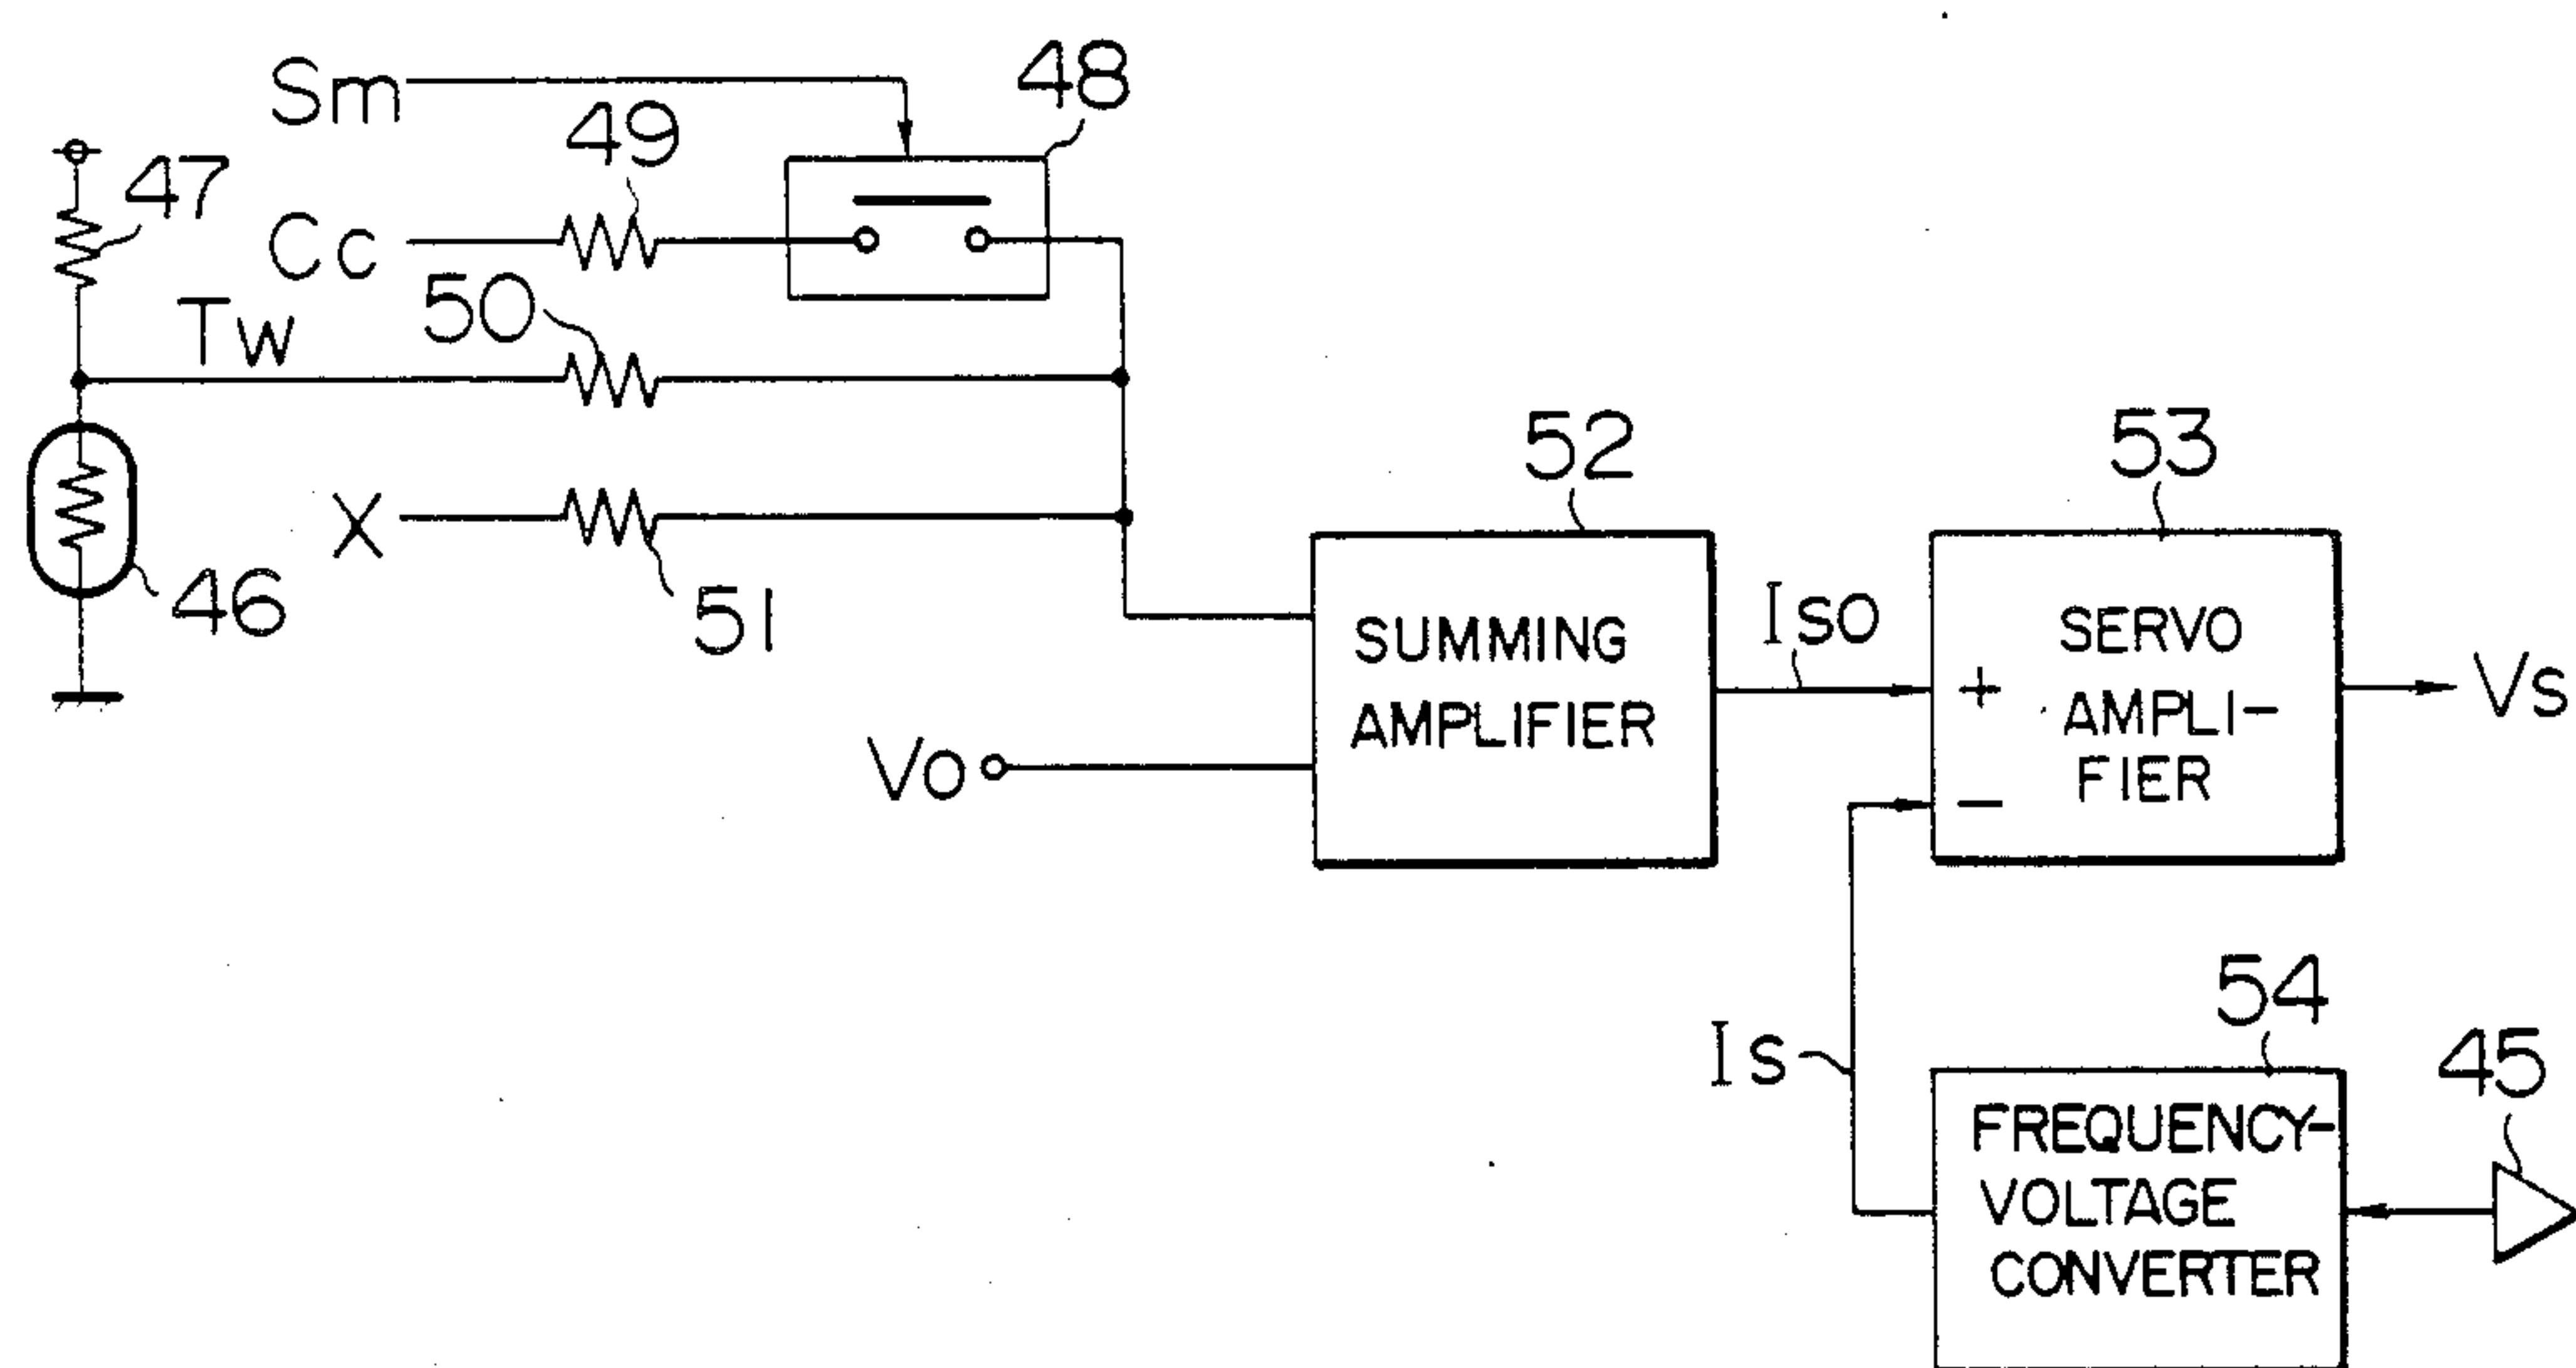 Sm
48
49
47
Cc
50
Tw
X
46
51
52
53
SUMMING
AMPLIFIER
Iso
SERVO
+
AMPLI-
FIER
−
Vs
Vo
54
45
Is
FREQUENCY-
VOLTAGE
CONVERTER